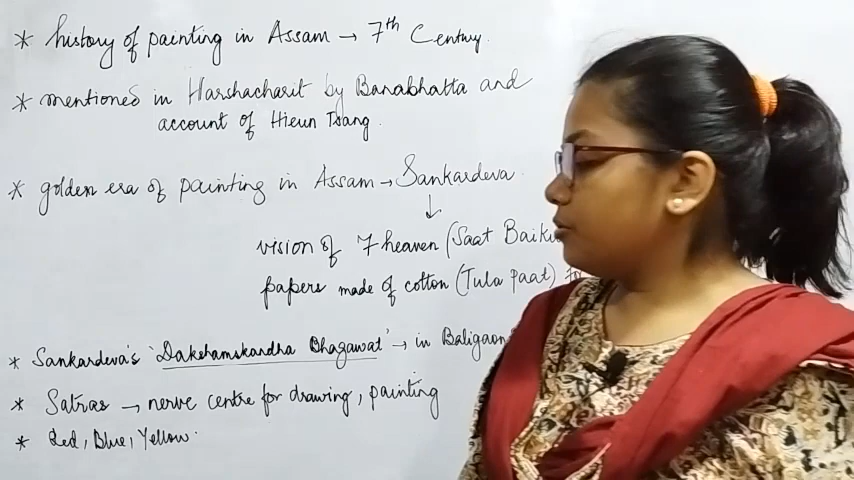 * history of painting in Assam → 7th Century.
* mentioned in Harshacharit by Banabhatta and
account of Hieun Tsang.
* golden era of painting in Assam → Sankardeva.
↓
vision of 7 heaven (Saat
papers made of cotton (Tula Paat)
* Sankardeva's 'Dakshamskandha Bhagawat' → in Baligaon
* Satras → nerve centre for drawing, painting
* Red, Blue, Yellow.